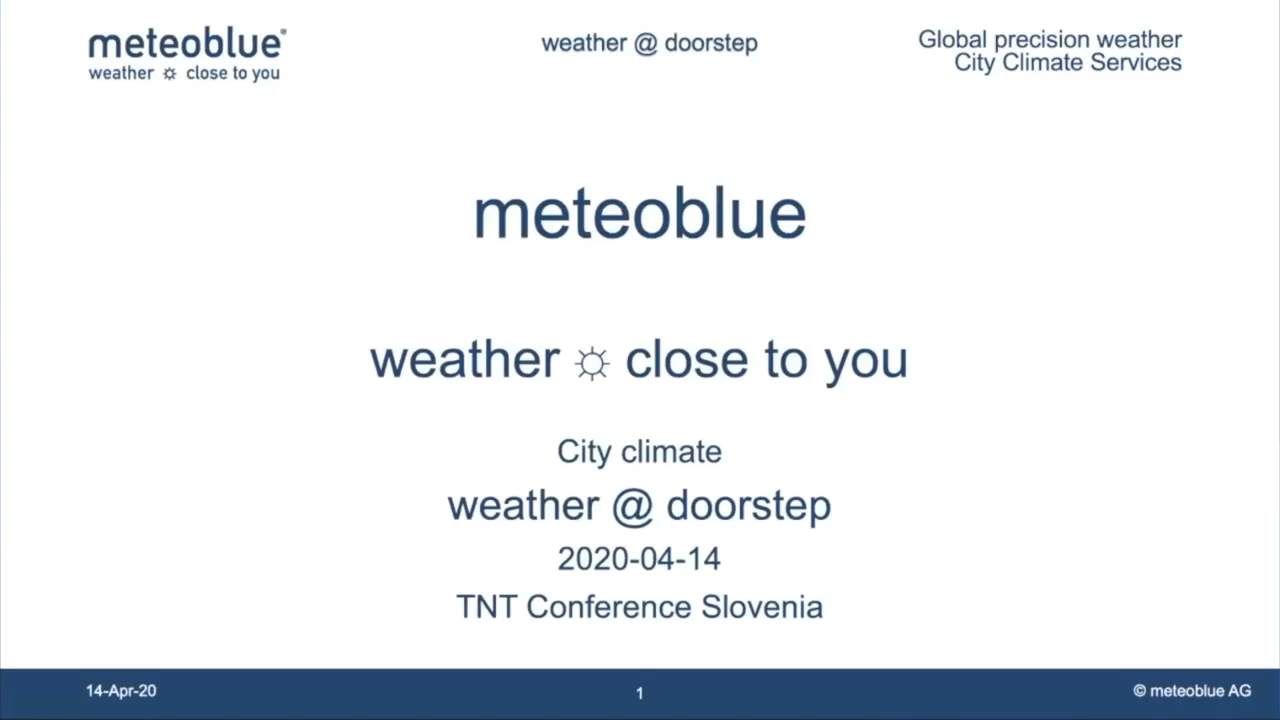 meteoblue®
weather ☼ close to you
weather @ doorstep
Global precision weather
City Climate Services
meteoblue
weather ☼ close to you
City climate
weather @ doorstep
2020-04-14
TNT Conference Slovenia
14-Apr-20
1
© meteoblue AG